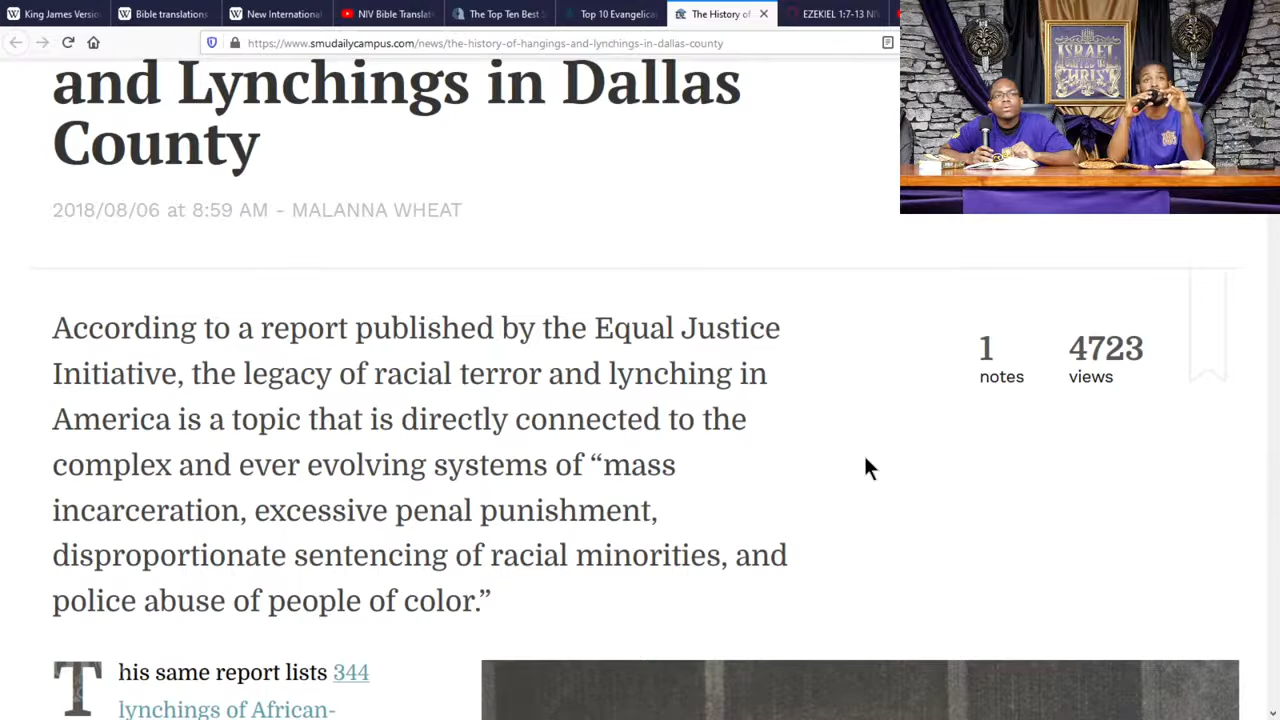 King James Versio
Bible translations
New International
NIV Bible Translat
The Top Ten Best
Top 10 Evangelica
The History of
EZEKIEL 1:7-13 NIV
https://www.smudailycampus.com/news/the-history-of-hangings-and-lynchings-in-dallas-county
ISRAEL
UNITED IN
CHRIST
and Lynchings in Dallas
County
2018/08/06 at 8:59 AM - MALANNA WHEAT
According to a report published by the Equal Justice
Initiative, the legacy of racial terror and lynching in
America is a topic that is directly connected to the
complex and ever evolving systems of “mass
incarceration, excessive penal punishment,
disproportionate sentencing of racial minorities, and
police abuse of people of color.”
1
notes
4723
views
This same report lists 344
lynchings of African-